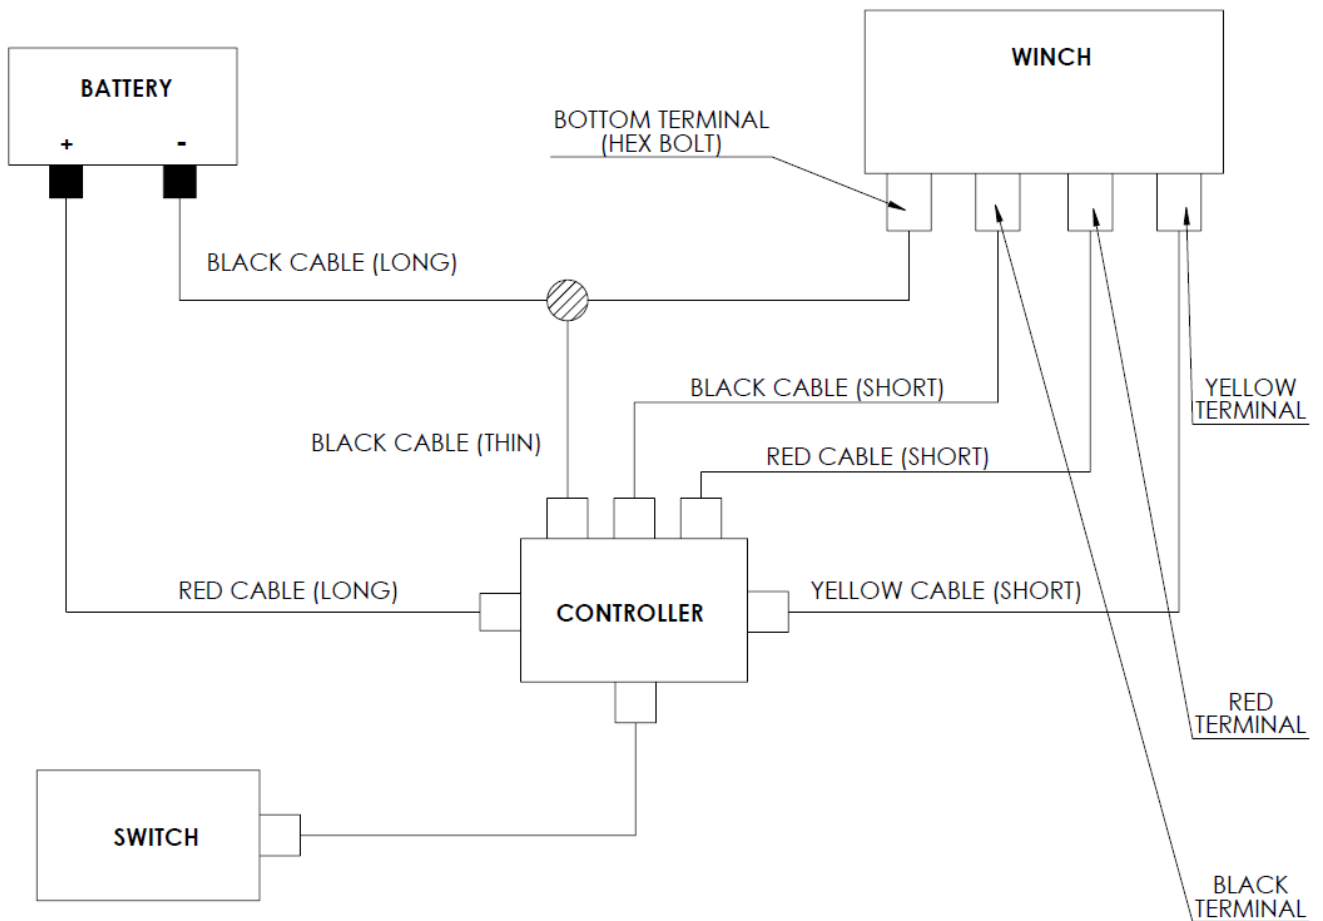 WINCH
BATTERY
+ -
BOTTOM TERMINAL
(HEX BOLT)
BLACK CABLE (LONG)
BLACK CABLE (SHORT)
YELLOW
TERMINAL
BLACK CABLE (THIN)
RED CABLE (SHORT)
RED CABLE (LONG)
YELLOW CABLE (SHORT)
CONTROLLER
RED
TERMINAL
SWITCH
BLACK
TERMINAL